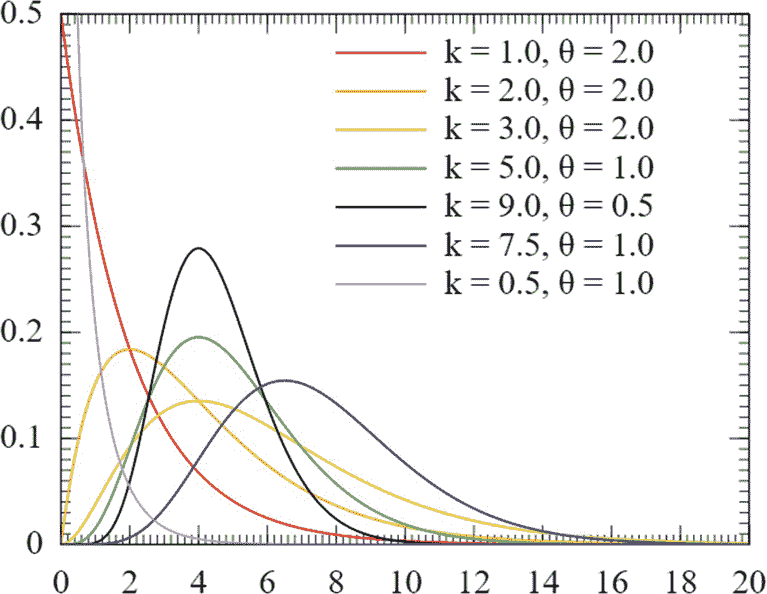 0.5
0.4
0.3
0.2
0.1
0
k = 1.0, θ = 2.0
k = 2.0, θ = 2.0
k = 3.0, θ = 2.0
k = 5.0, θ = 1.0
k = 9.0, θ = 0.5
k = 7.5, θ = 1.0
k = 0.5, θ = 1.0
0 2 4 6 8 10 12 14 16 18 20